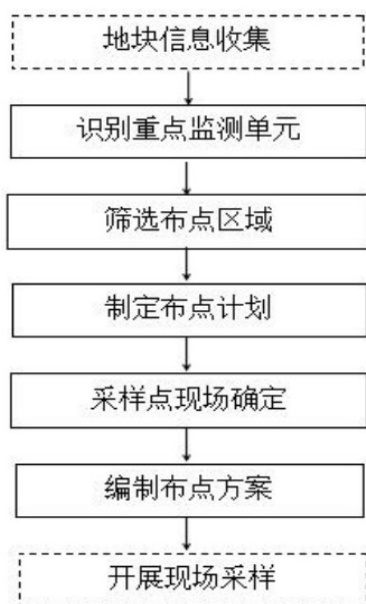 地块信息收集
识别重点监测单元
筛选布点区域
制定布点计划
采样点现场确定
编制布点方案
开展现场采样